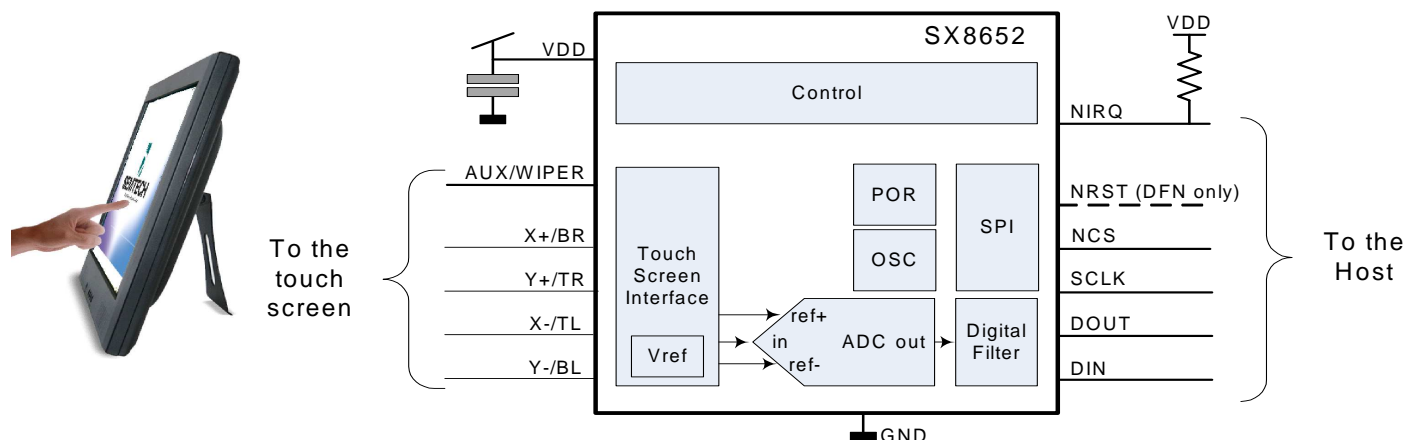 SX8652
VDD
VDD
Control
NIRQ
AUX/WIPER
POR
SPI
NRST (DFN only)
X+/BR
NCS
To the
touch
screen
Touch
Screen
Interface
OSC
To the
Host
Y+/TR
SCLK
X-/TL
ref+
in
ref-
ADC out
Digital
Filter
DOUT
Vref
Y-/BL
DIN
GND
SEMTECH